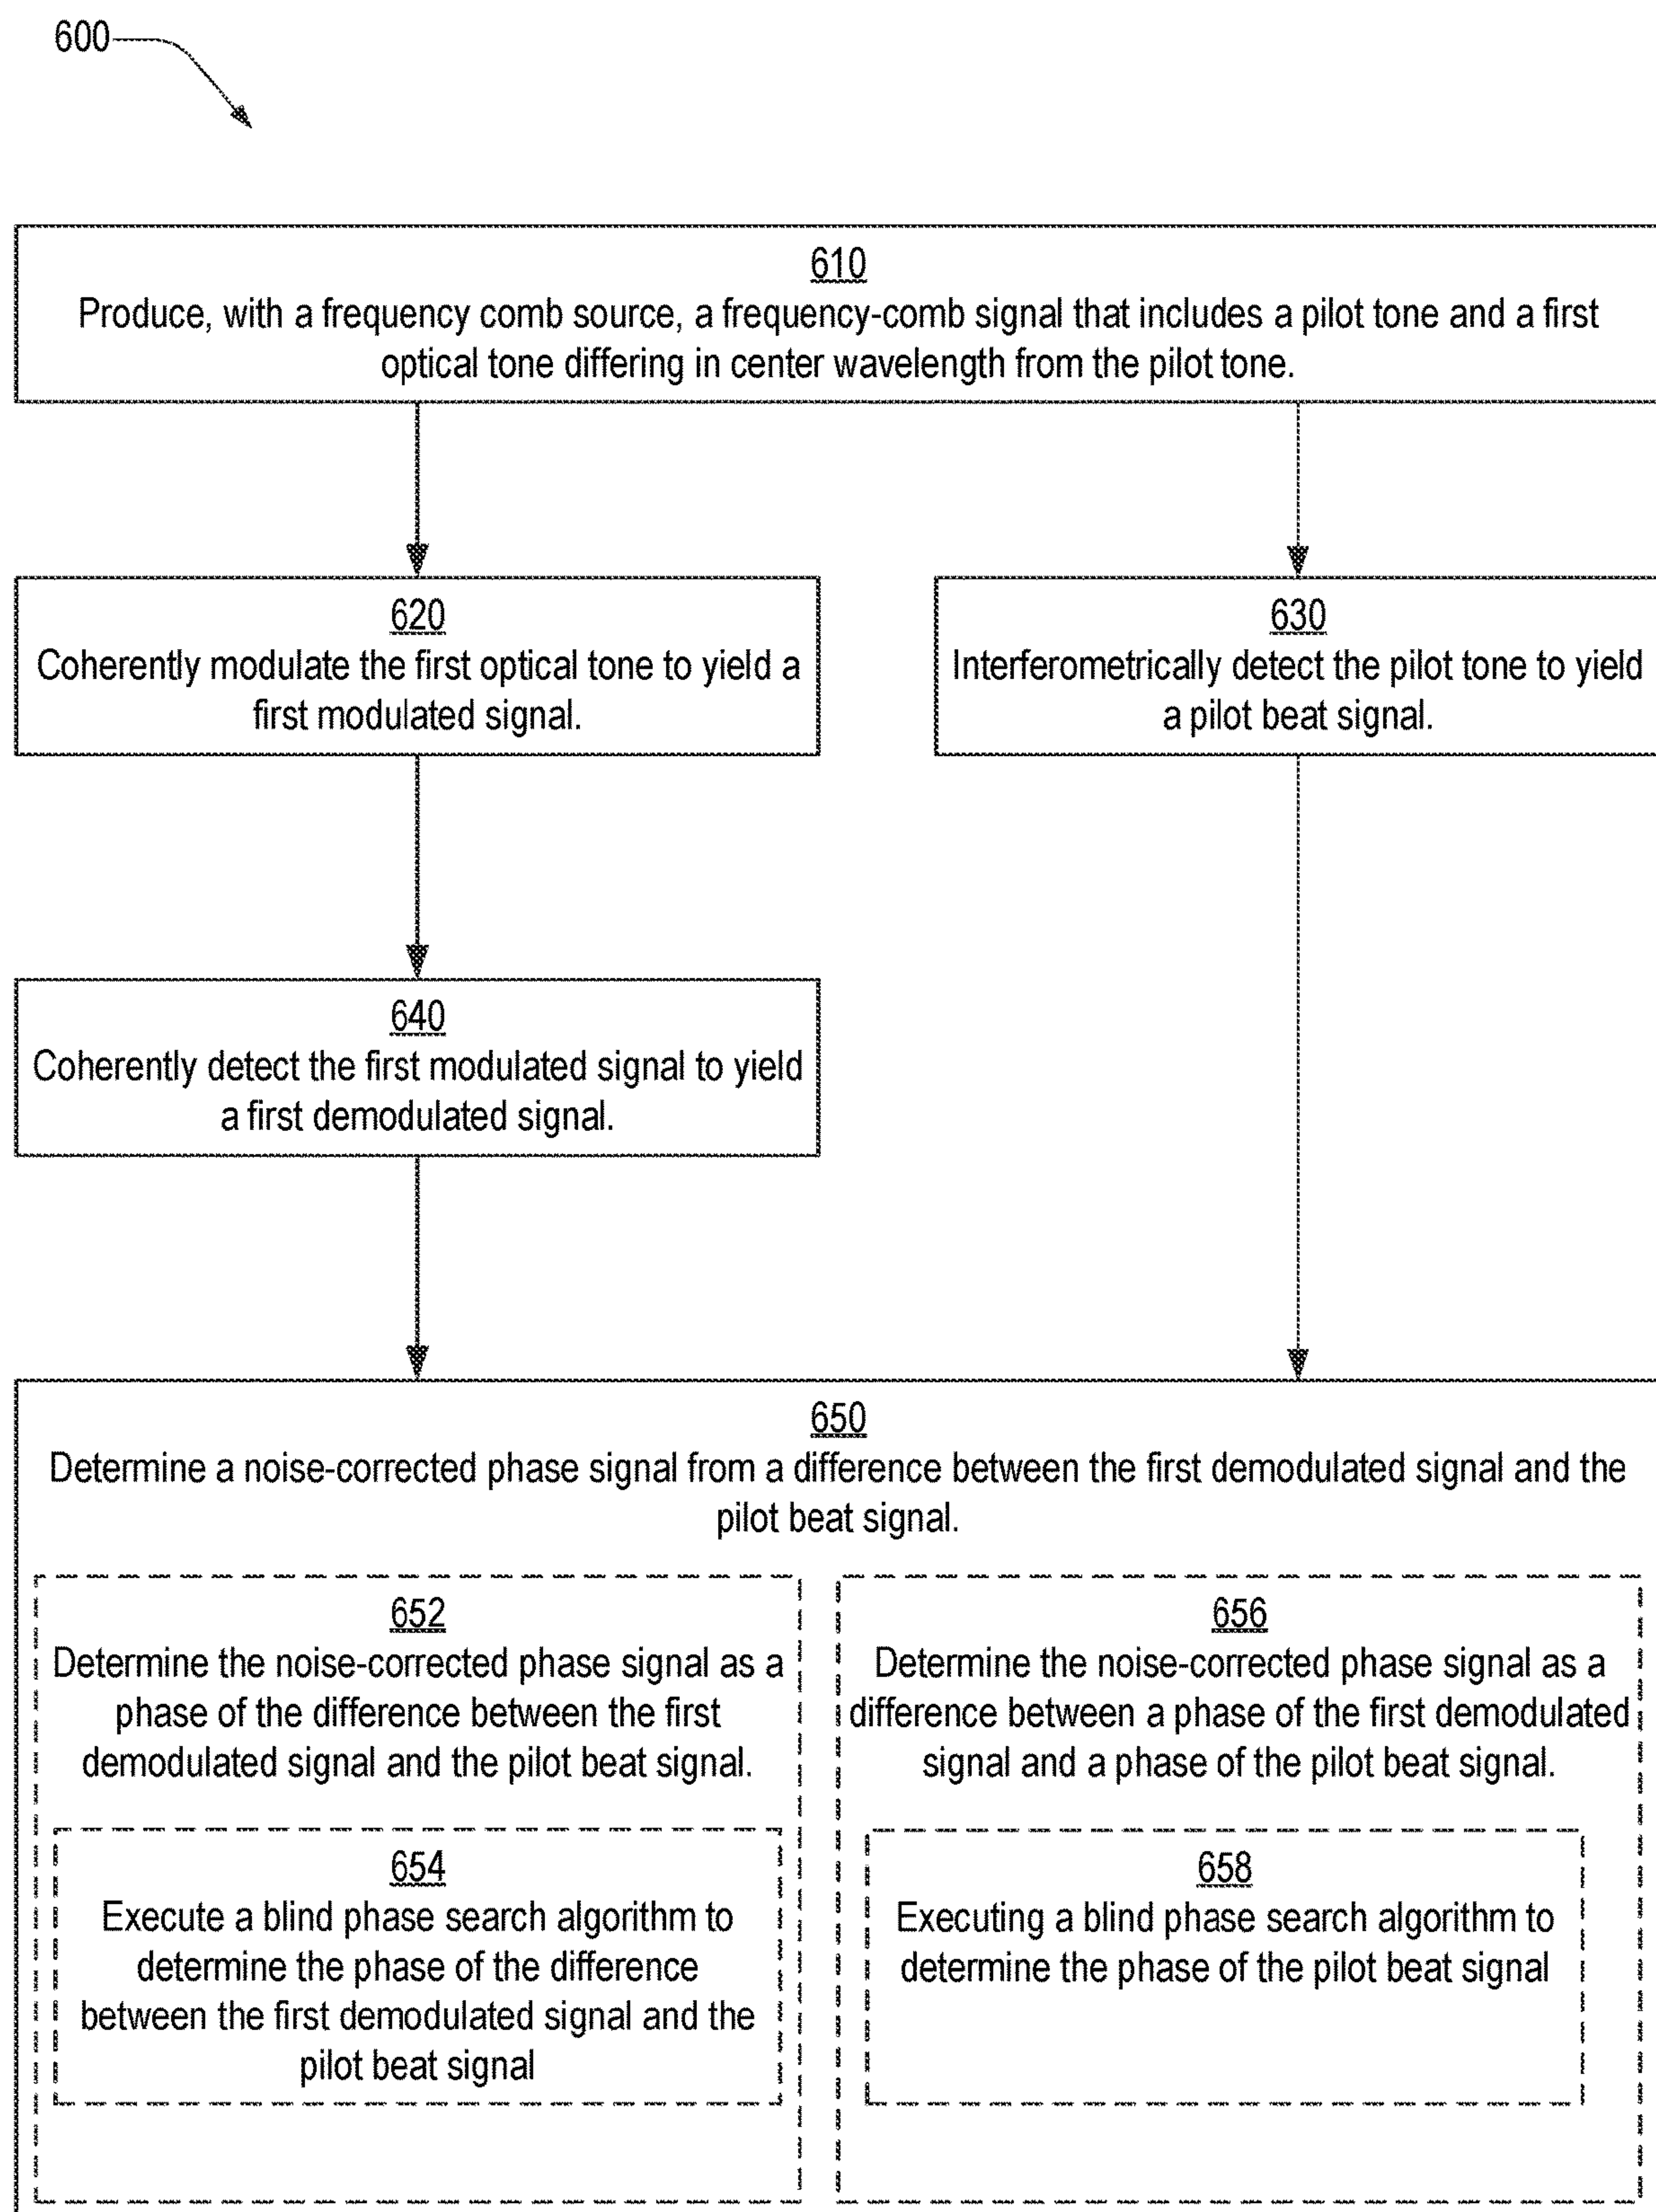 600
610
Produce, with a frequency comb source, a frequency-comb signal that includes a pilot tone and a first
optical tone differing in center wavelength from the pilot tone.
620
Coherently modulate the first optical tone to yield a
first modulated signal.
630
Interferometrically detect the pilot tone to yield
a pilot beat signal.
640
Coherently detect the first modulated signal to yield
a first demodulated signal.
650
Determine a noise-corrected phase signal from a difference between the first demodulated signal and the
pilot beat signal.
652
Determine the noise-corrected phase signal as a
phase of the difference between the first
demodulated signal and the pilot beat signal.
654
Execute a blind phase search algorithm to
determine the phase of the difference
between the first demodulated signal and the
pilot beat signal
656
Determine the noise-corrected phase signal as a
difference between a phase of the first demodulated
signal and a phase of the pilot beat signal.
658
Executing a blind phase search algorithm to
determine the phase of the pilot beat signal